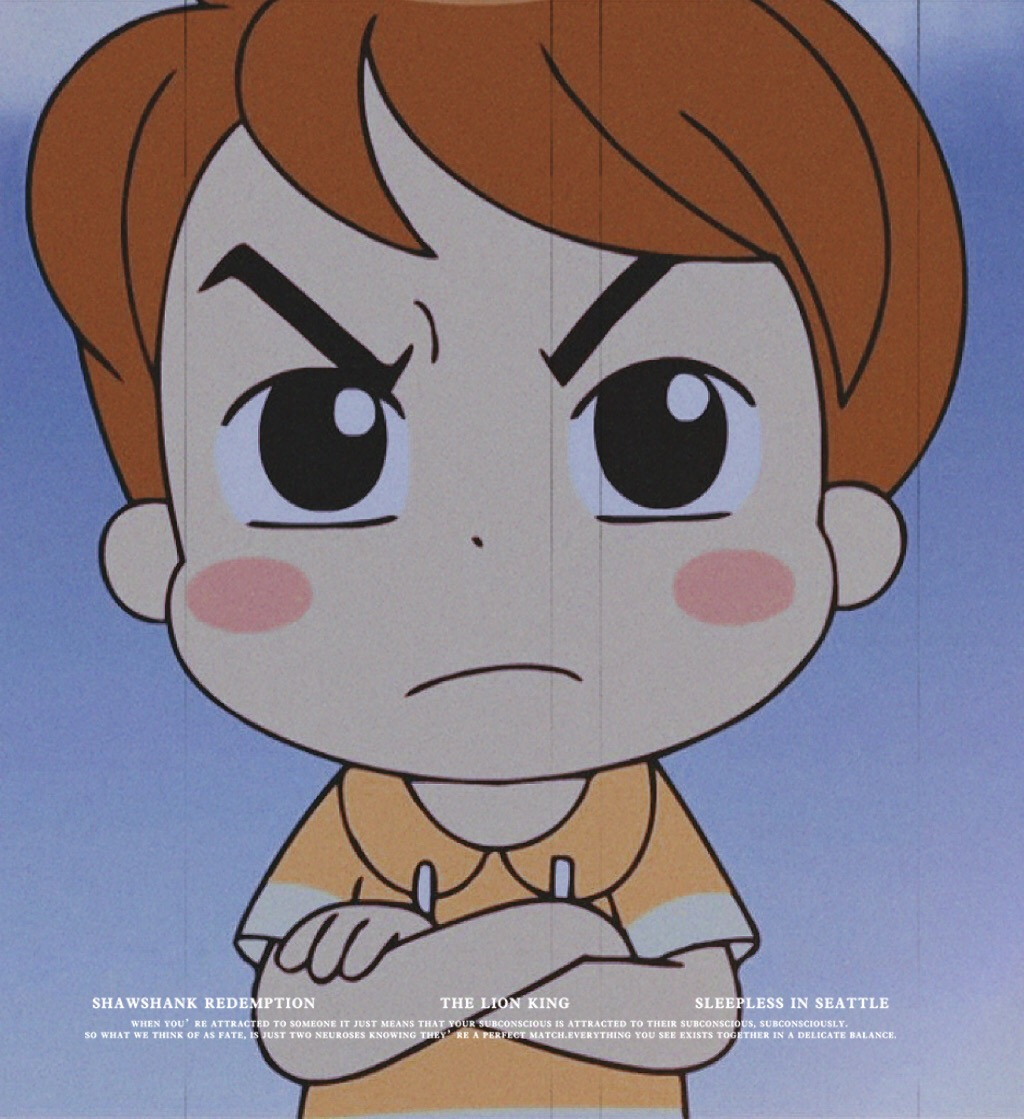 SHAWSHANK REDEMPTION THE LION KING SLEEPLESS IN SEATTLE
WHEN YOU’ RE ATTRACTED TO SOMEONE IT JUST MEANS THAT YOUR SUBCONSCIOUS IS ATTRACTED TO THEIR SUBCONSCIOUS, SUBCONSCIOUSLY.
SO WHAT WE THINK OF AS FATE, IS JUST TWO NEUROSES KNOWING THEY’ RE A PERFECT MATCH.EVERYTHING YOU SEE EXISTS TOGETHER IN A DELICATE BALANCE.